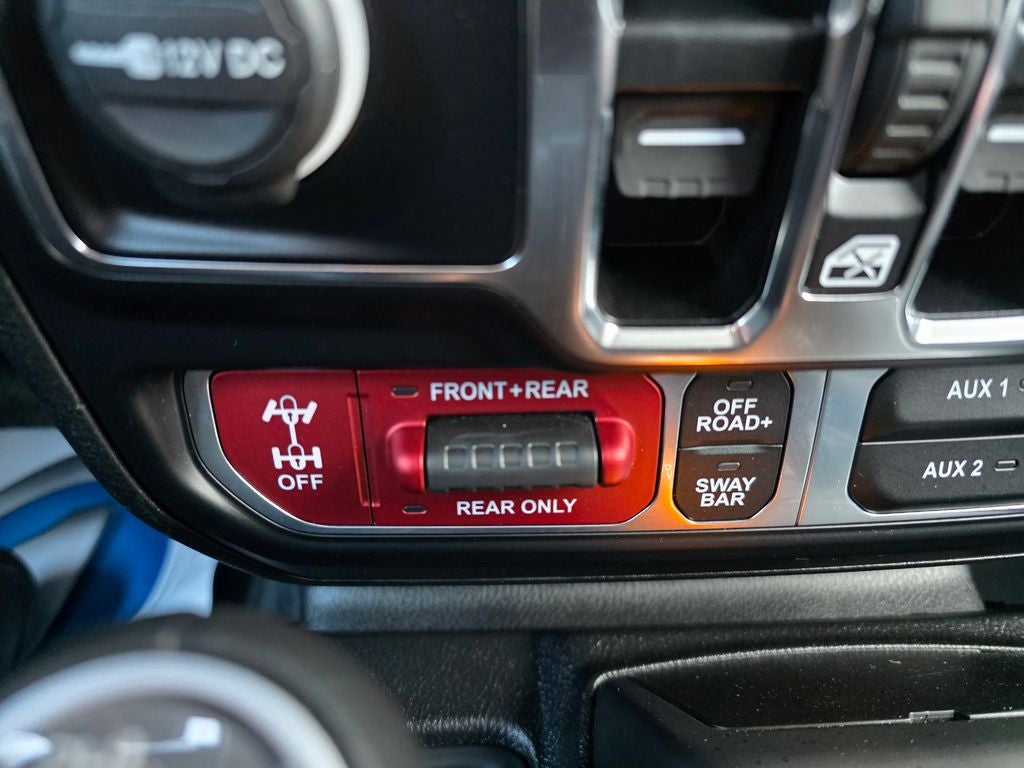 12V DC
FRONT+REAR
OFF
REAR ONLY
OFF
ROAD+
SWAY
BAR
AUX 1
AUX 2